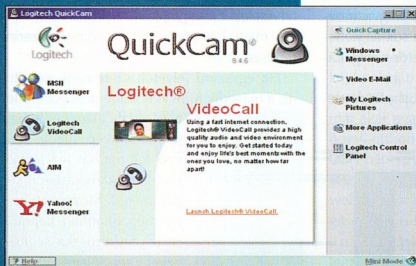 Logitech QuickCam
Logitech
QuickCam®
8.4.6
MSN
Messenger
Logitech
VideoCall
AIM
Yahoo!
Messenger
Logitech®
VideoCall
Using a fast internet connection,
Logitech® VideoCall provides a high
quality audio and video environment
for you to enjoy. Get started today
and enjoy life's best moments with the
ones you love, no matter how far
apart!
Launch Logitech® VideoCall.
QuickCapture
Windows
Messenger
Video E-Mail
My Logitech
Pictures
More Applications
Logitech Control
Panel
? Help
Mini Mode